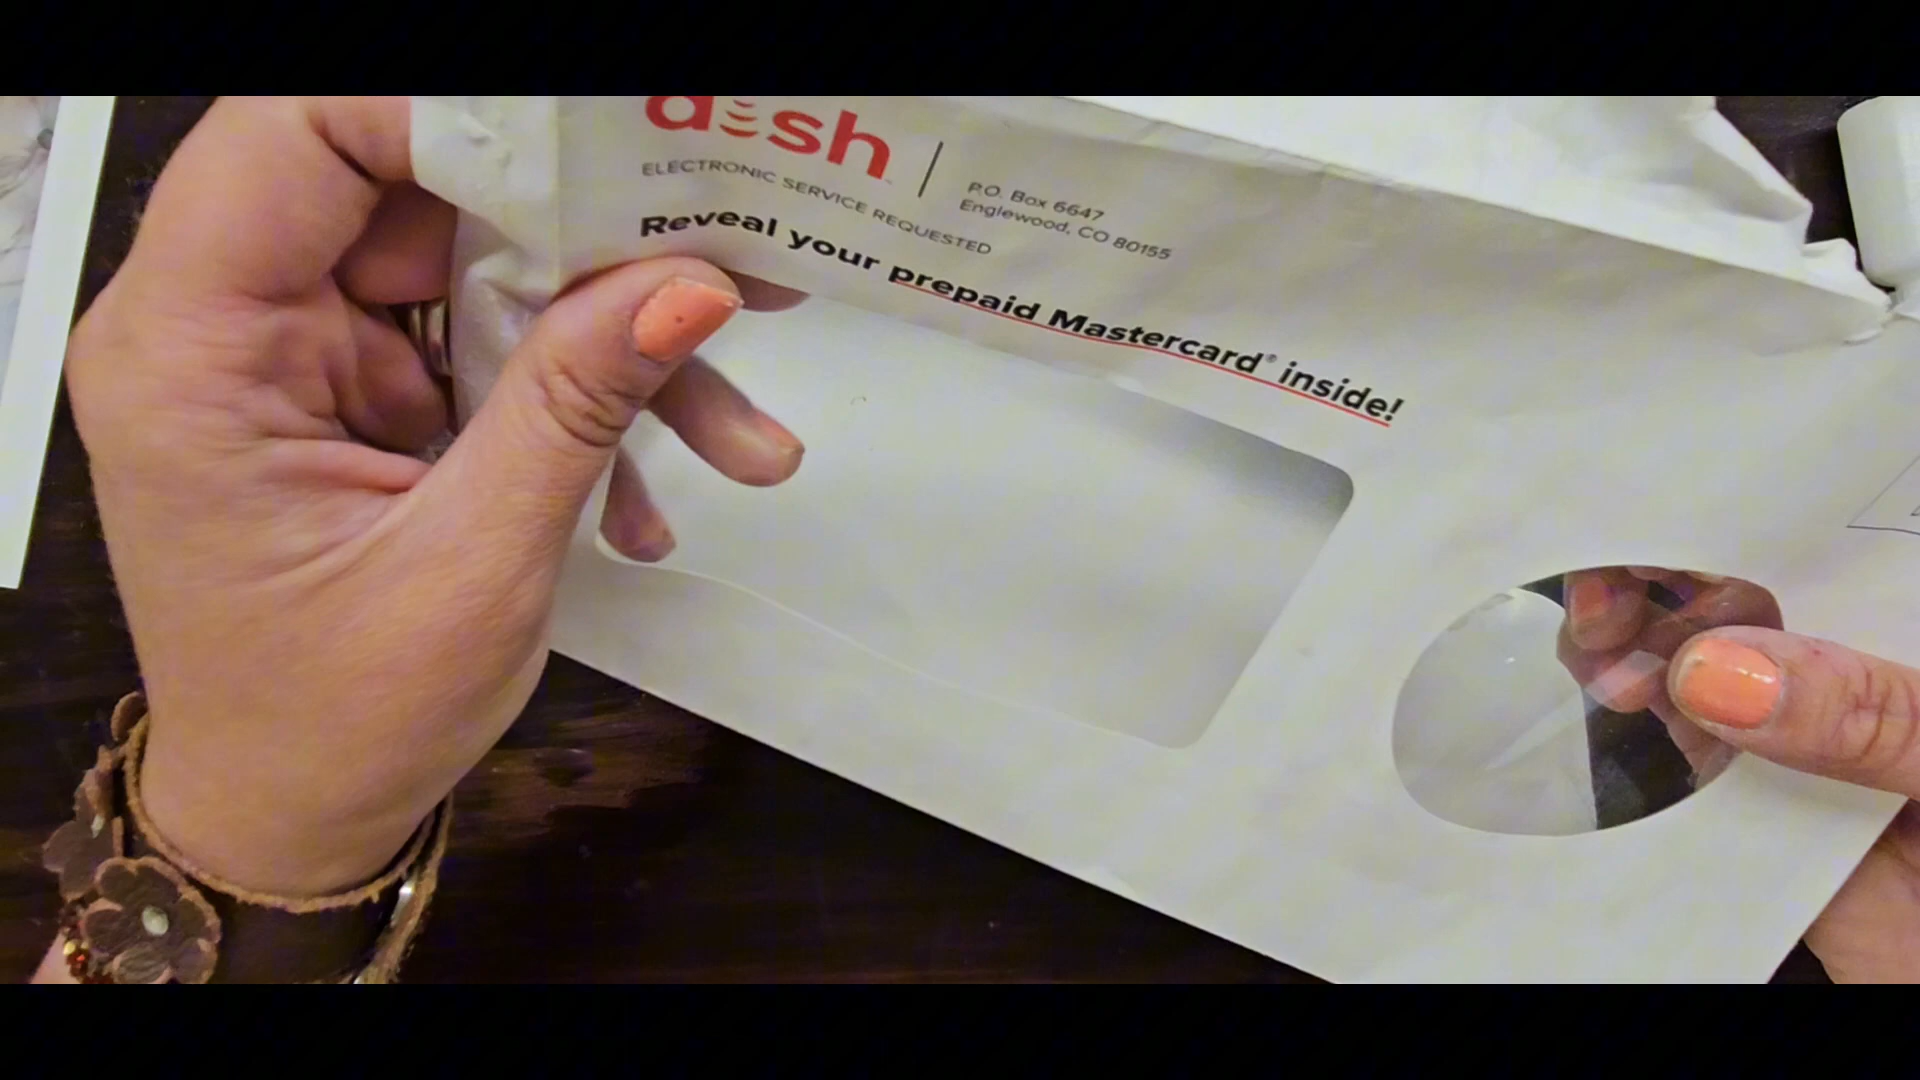 dish
ELECTRONIC SERVICE REQUESTED
P.O. Box 6647
Englewood, CO 80155
Reveal your prepaid Mastercard® inside!